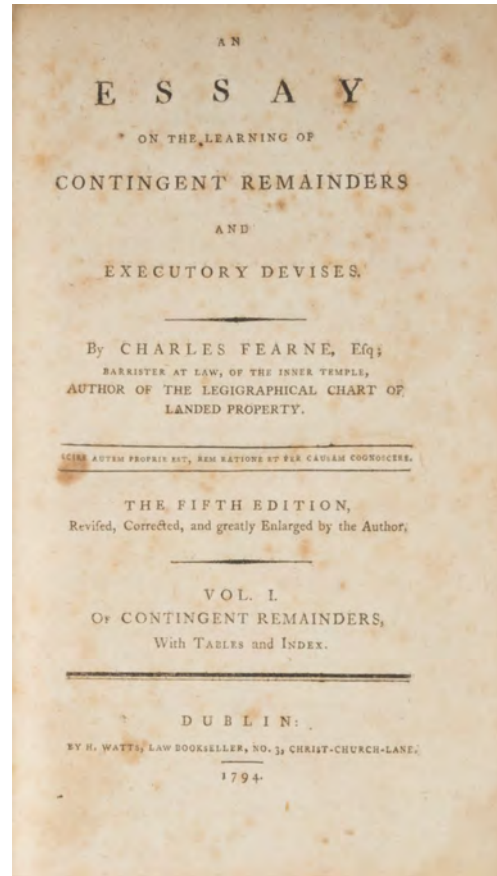 AN
ESSAY
ON THE LEARNING OF
CONTINGENT REMAINDERS
AND
EXECUTORY DEVISES.
By CHARLES FEARNE, Eſq;
BARRISTER AT LAW, OF THE INNER TEMPLE,
AUTHOR OF THE LEGIGRAPHICAL CHART OF
LANDED PROPERTY.
SCIRE AUTEM PROPRIE EST, REM RATIONE ET PER CAUSAM COGNOSCERE.
THE FIFTH EDITION,
Reviſed, Corrected, and greatly Enlarged by the Author.
VOL. I.
OF CONTINGENT REMAINDERS,
With TABLES and INDEX.
DUBLIN:
BY H. WATTS, LAW BOOKSELLER, NO. 3, CHRIST-CHURCH-LANE.
1794.